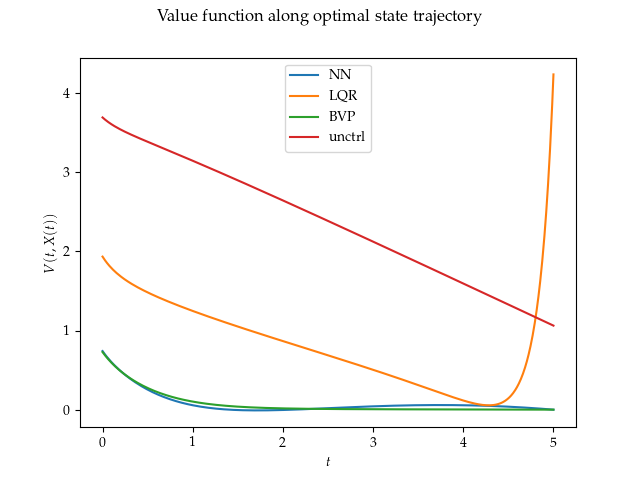 Value function along optimal state trajectory
NN
LQR
BVP
unctrl
V(t, X(t))
4
3
2
1
0
0 1 2 3 4 5
t